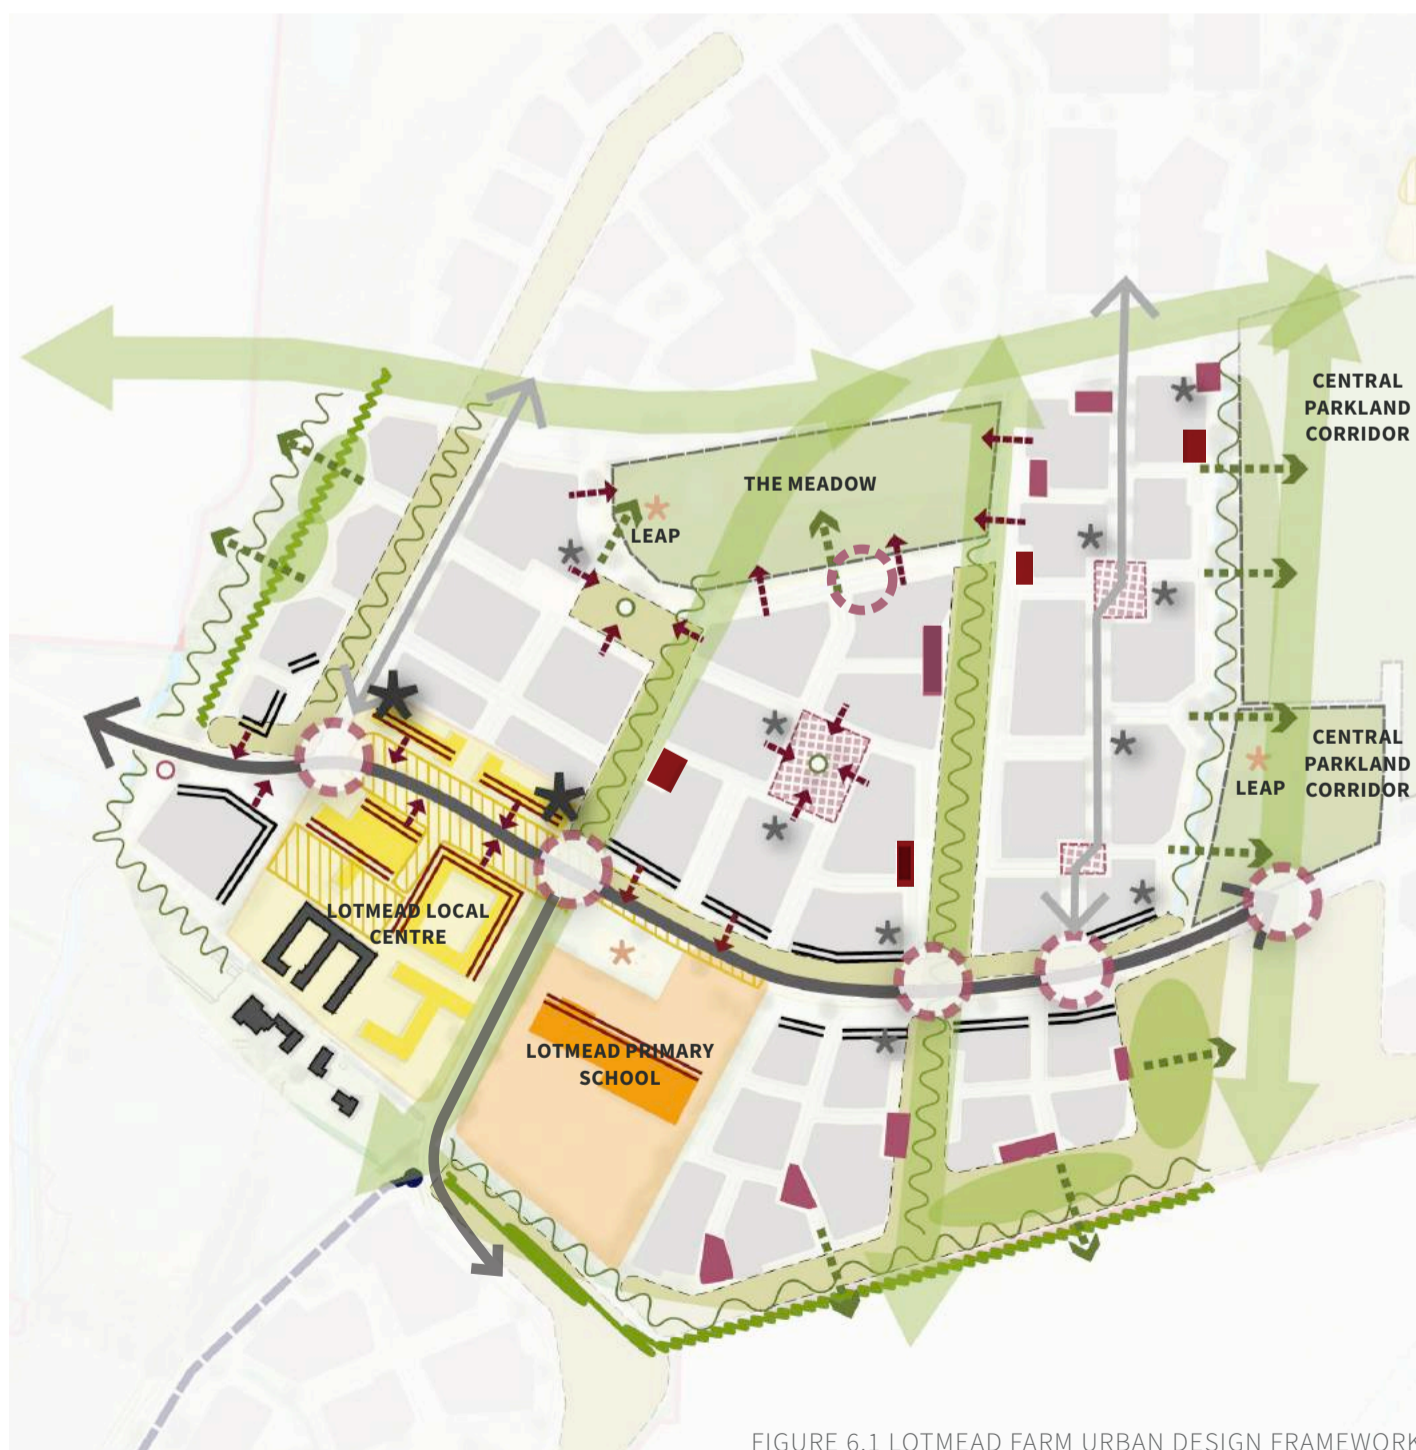 CENTRAL
PARKLAND
CORRIDOR
THE MEADOW
LEAP
CENTRAL
PARKLAND
CORRIDOR
LEAP
LOTMEAD LOCAL
CENTRE
LOTMEAD PRIMARY
SCHOOL
FIGURE 6.1 LOTMEAD FARM URBAN DESIGN FRAMEWORK